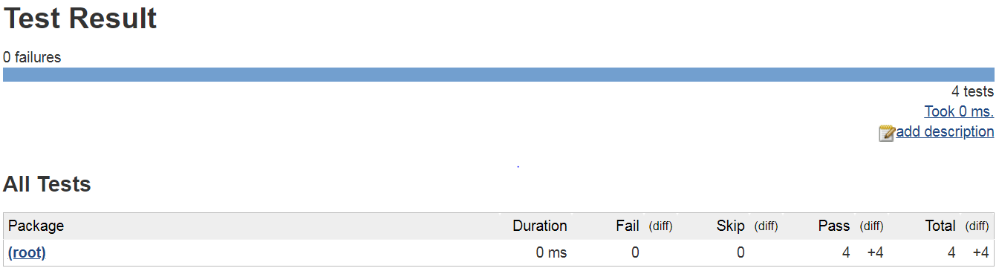 Test Result
0 failures
4 tests
Took 0 ms.
add description
All Tests
Package Duration Fail (diff) Skip (diff) Pass (diff) Total (diff)
(root) 0 ms 0 0 4 +4 4 +4